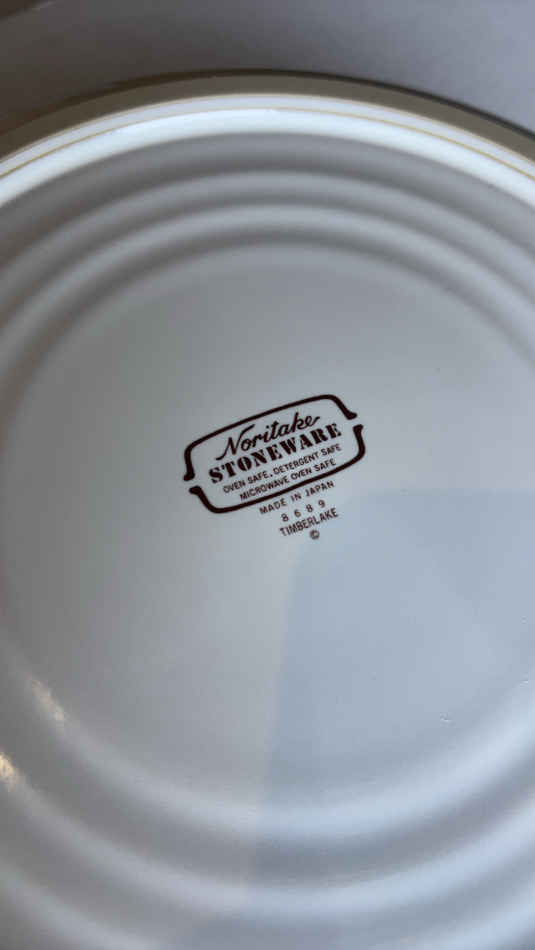 Noritake
STONEWARE
OVEN SAFE, DETERGENT SAFE
MICROWAVE OVEN SAFE
MADE IN JAPAN
8689
TIMBERLAKE
©